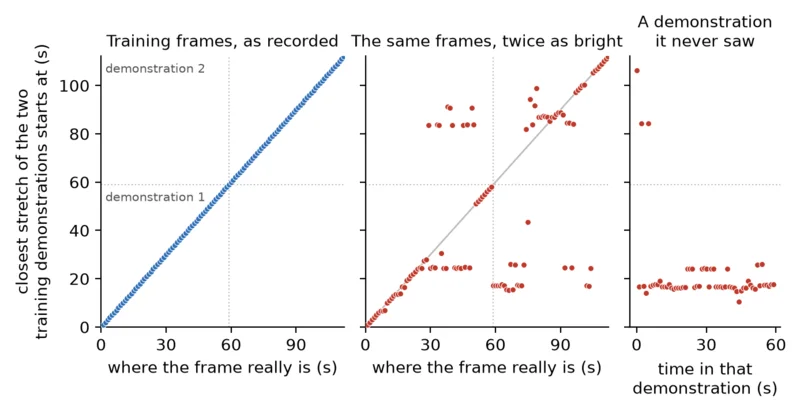 Training frames, as recorded
The same frames, twice as bright
A demonstration
it never saw
closest stretch of the two
training demonstrations starts at (s)
demonstration 2
demonstration 1
100
80
60
40
20
0
0 30 60 90
where the frame really is (s)
0 30 60 90
where the frame really is (s)
0 30 60
time in that
demonstration (s)